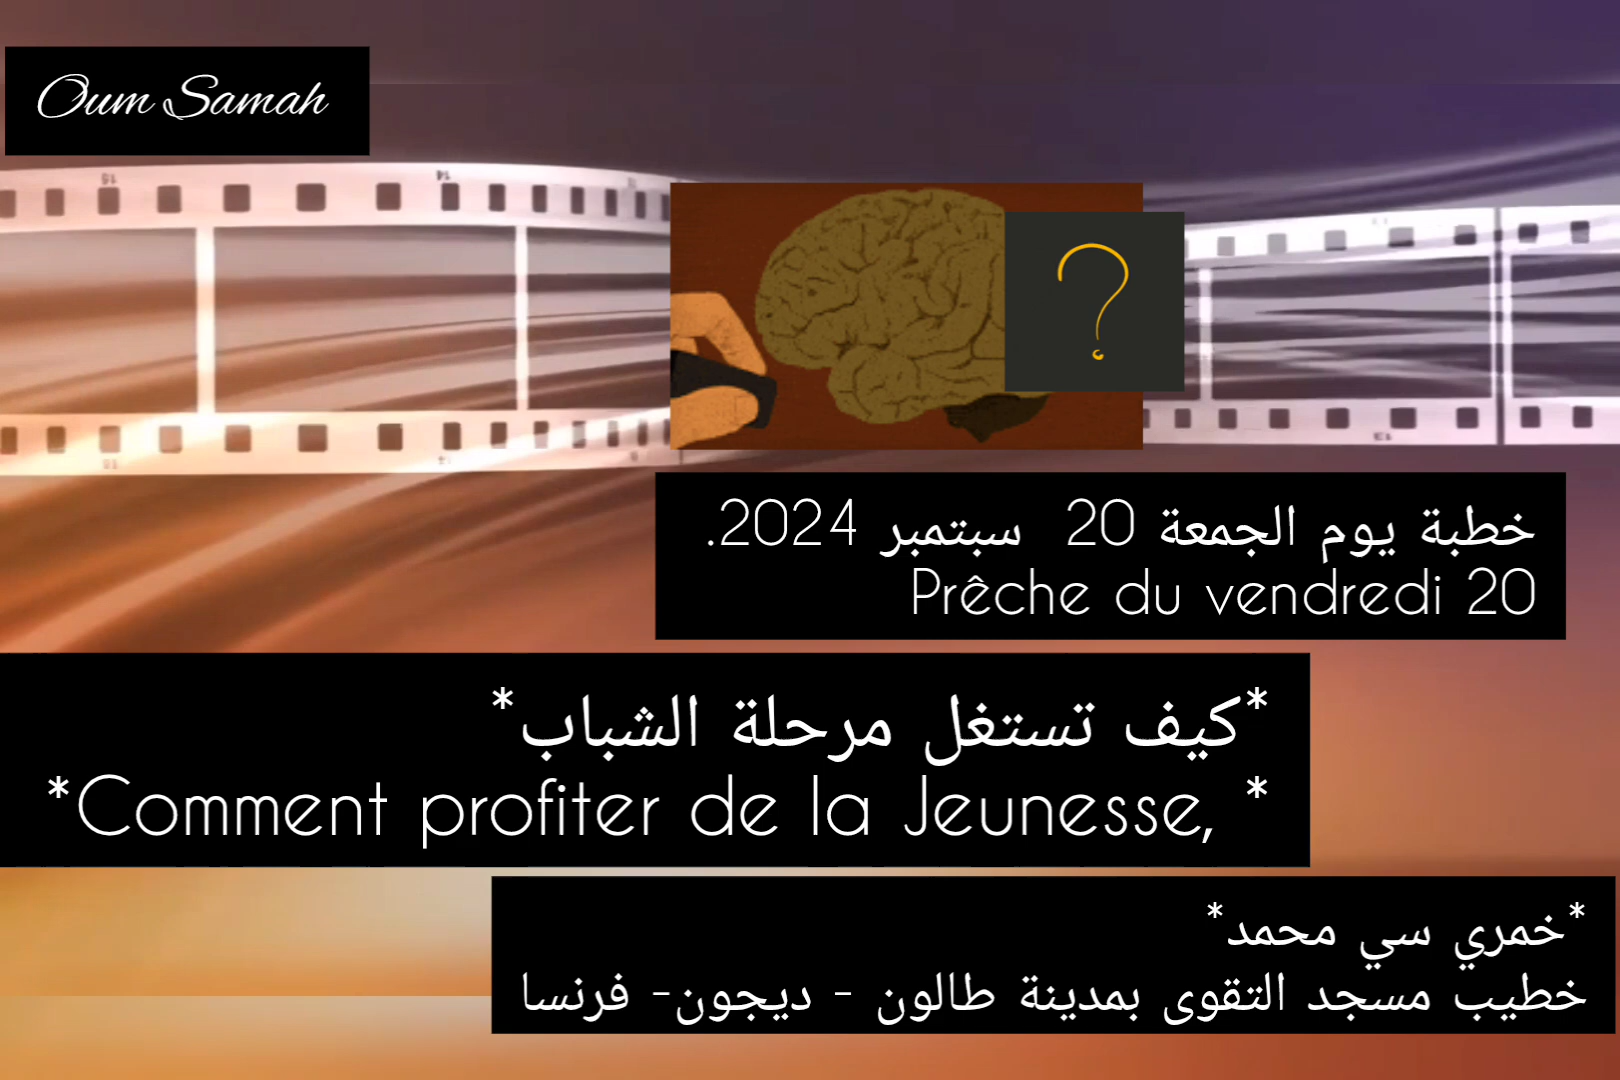 Oum Samah
?
خطبة يوم الجمعة 20 سبتمبر 2024.
Prêche du vendredi 20
*كيف تستغل مرحلة الشباب*
*Comment profiter de la Jeunesse, *
*خمري سي محمد*
خطيب مسجد التقوى بمدينة طالون - ديجون- فرنسا